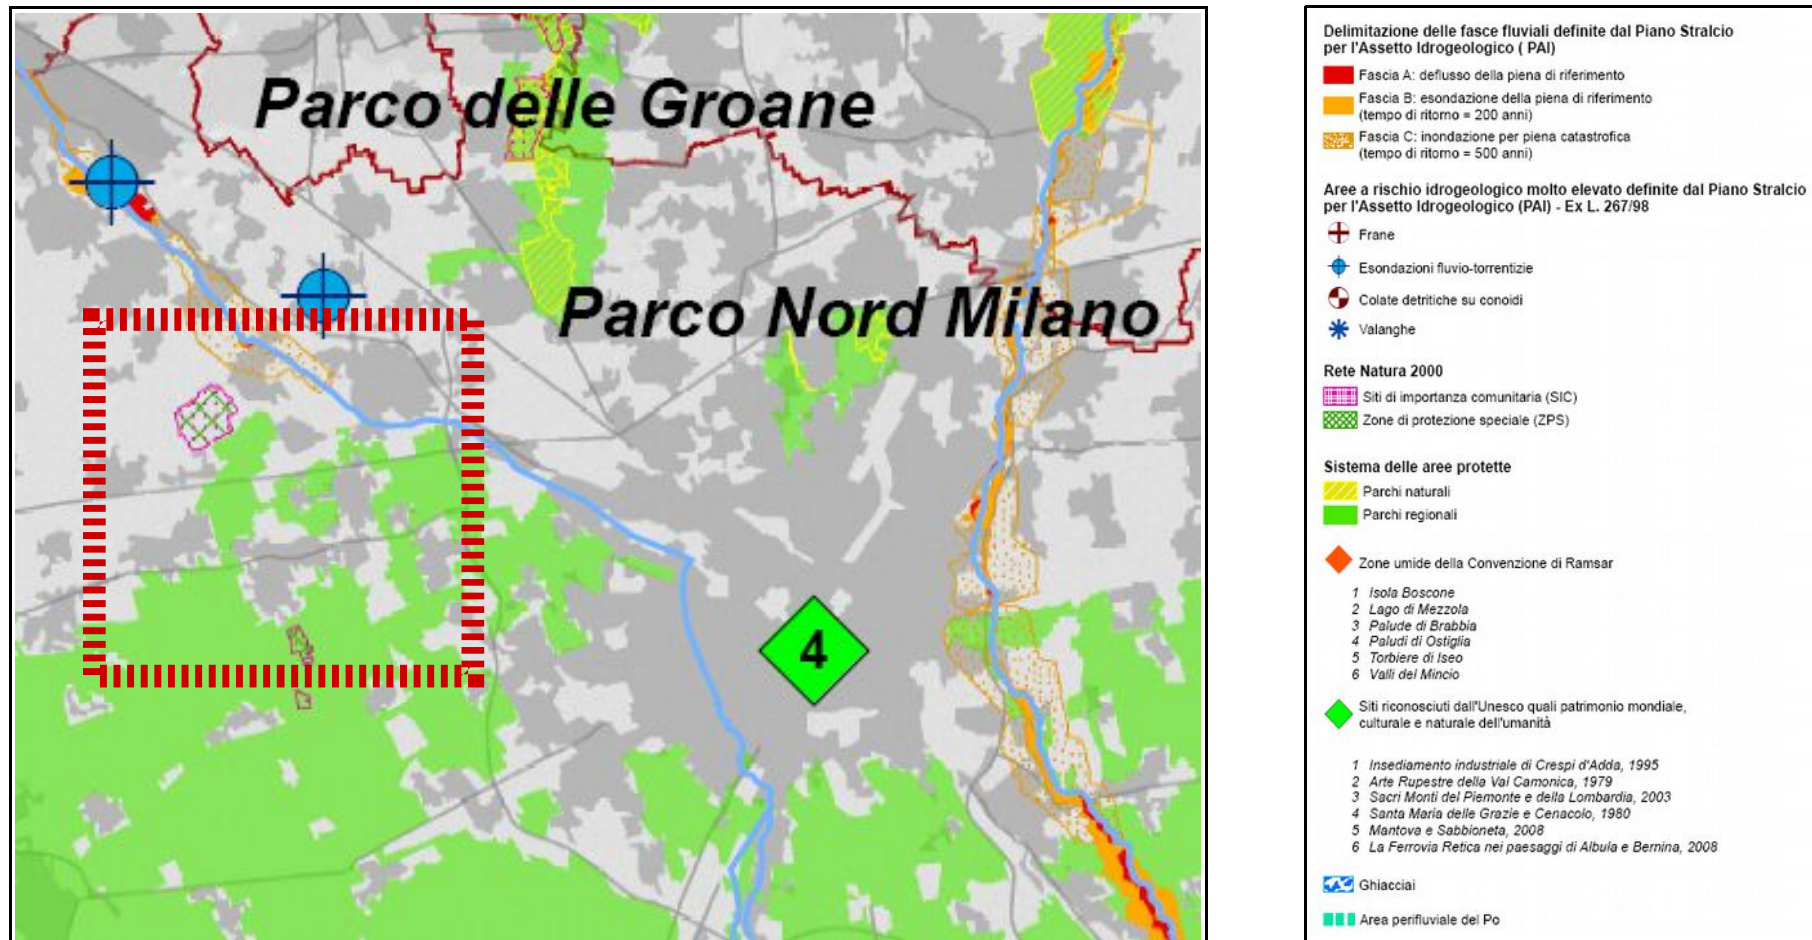 Parco delle Groane
Parco Nord Milano
4
Delimitazione delle fasce fluviali definite dal Piano Stralcio
per l'Assetto Idrogeologico ( PAI)
Fascia A: deflusso della piena di riferimento
Fascia B: esondazione della piena di riferimento
(tempo di ritorno = 200 anni)
Fascia C: inondazione per piena catastrofica
(tempo di ritorno = 500 anni)
Aree a rischio idrogeologico molto elevato definite dal Piano Stralcio
per l'Assetto Idrogeologico (PAI) - Ex L. 267/98
Frane
Esondazioni fluvio-torrentizie
Colate detritiche su conoidi
Valanghe
Rete Natura 2000
Siti di importanza comunitaria (SIC)
Zone di protezione speciale (ZPS)
Sistema delle aree protette
Parchi naturali
Parchi regionali
Zone umide della Convenzione di Ramsar
1 Isola Boscone
2 Lago di Mezzola
3 Palude di Brabbia
4 Paludi di Ostiglia
5 Torbiere di Iseo
6 Valli del Mincio
Siti riconosciuti dall'Unesco quali patrimonio mondiale,
culturale e naturale dell'umanità
1 Insediamento industriale di Crespi d'Adda, 1995
2 Arte Rupestre della Val Camonica, 1979
3 Sacri Monti del Piemonte e della Lombardia, 2003
4 Santa Maria delle Grazie e Cenacolo, 1980
5 Mantova e Sabbioneta, 2008
6 La Ferrovia Retica nei paesaggi di Albula e Bernina, 2008
Ghiacciai
Area perifluviale del Po